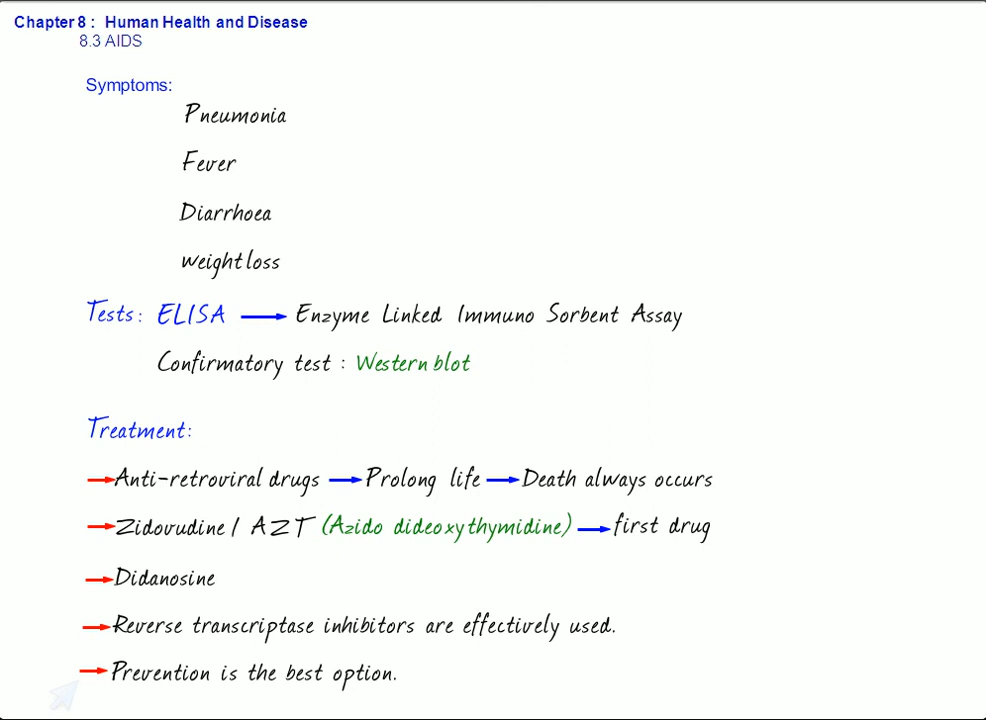 Chapter 8 : Human Health and Disease
8.3 AIDS
Symptoms:
Pneumonia
Fever
Diarrhoea
weight loss
Tests: ELISA → Enzyme Linked Immuno Sorbent Assay
Confirmatory test : Western blot
Treatment:
→ Anti-retroviral drugs → Prolong life → Death always occurs
→ Zidovudine / AZT (Azido dideoxythymidine) → first drug
→ Didanosine
→ Reverse transcriptase inhibitors are effectively used.
→ Prevention is the best option.